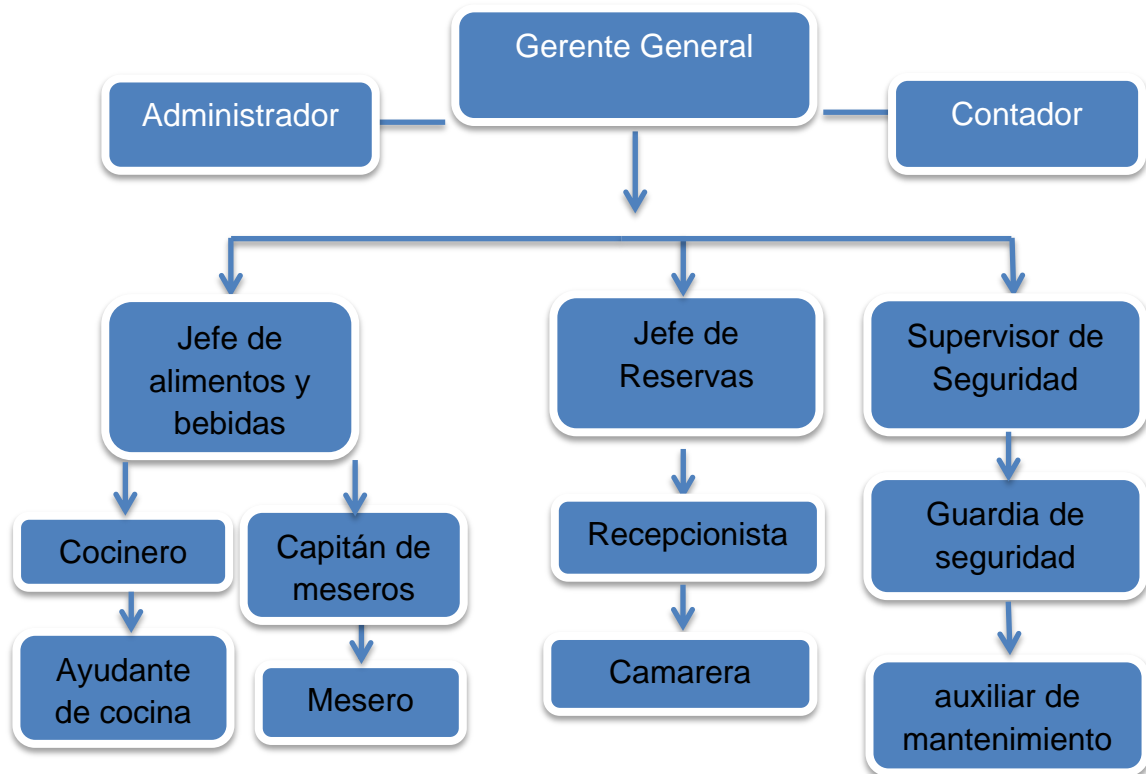 Gerente General
Administrador
Contador
Jefe de
alimentos y
bebidas
Jefe de
Reservas
Supervisor de
Seguridad
Cocinero
Capitán de
meseros
Recepcionista
Guardia de
seguridad
Ayudante
de cocina
Mesero
Camarera
auxiliar de
mantenimiento